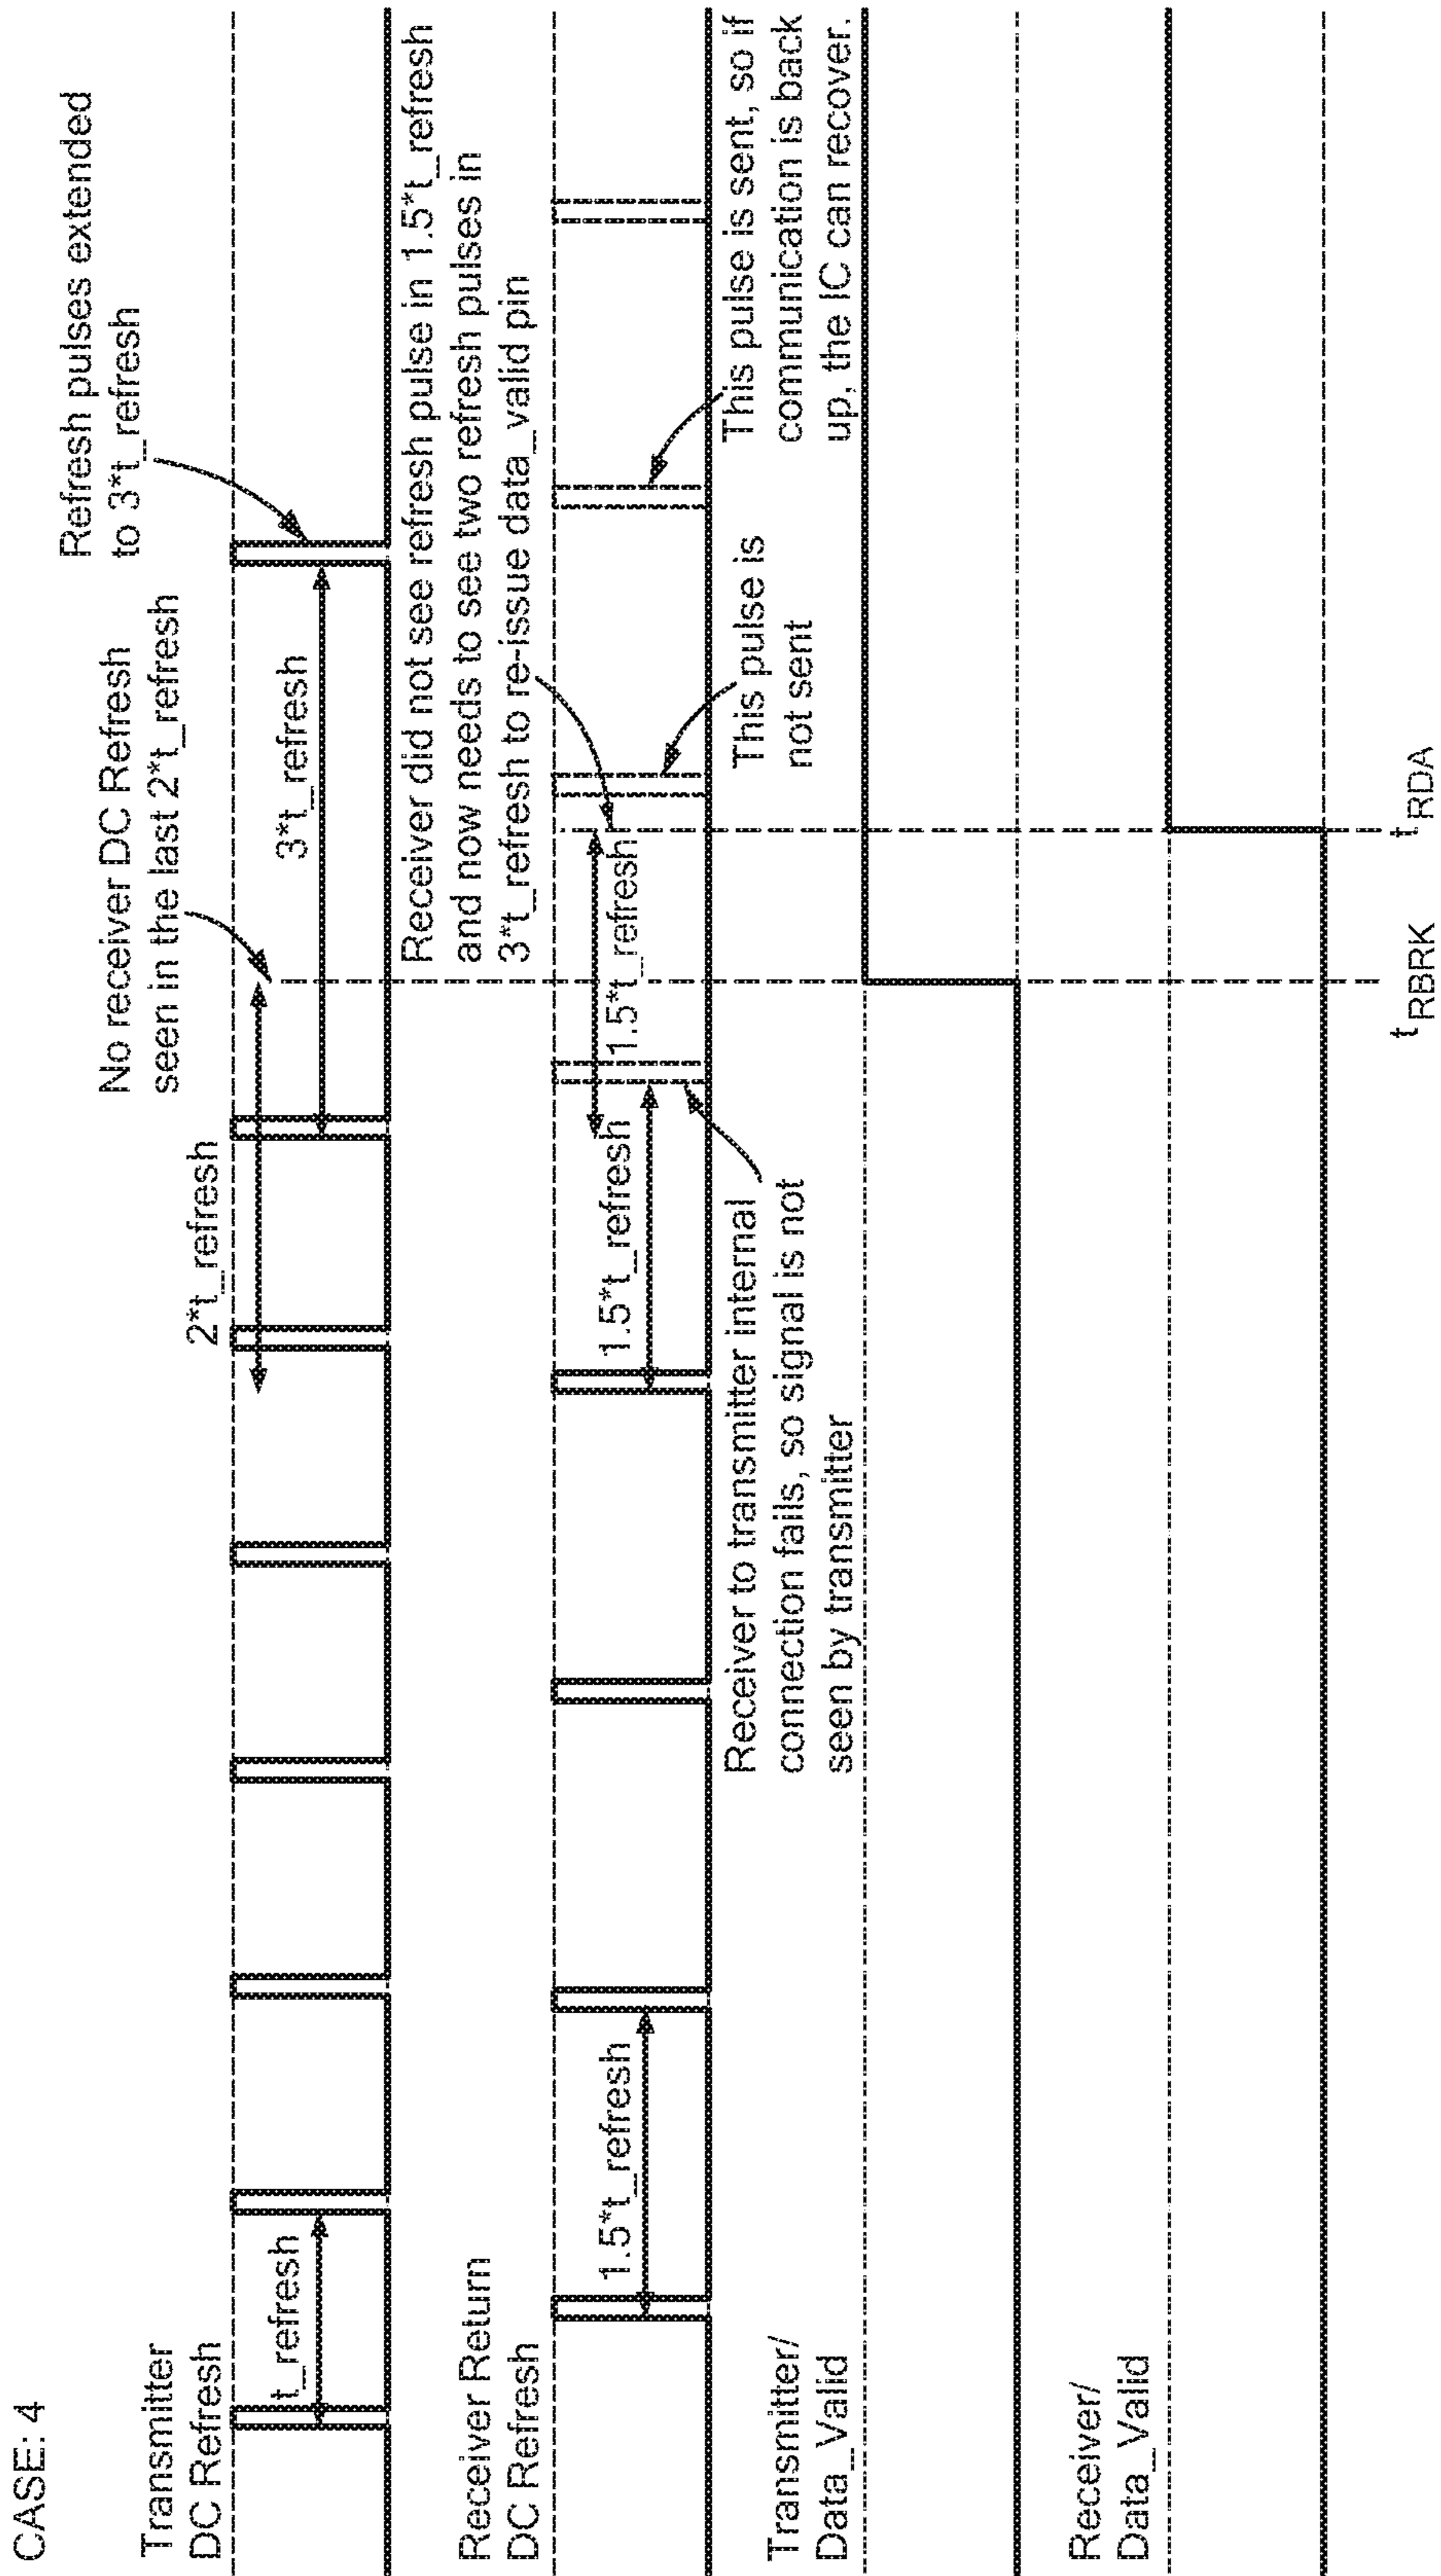 CASE: 4
No receiver DC Refresh
seen in the last 2*t_refresh
Refresh pulses extended
to 3*t_refresh
Transmitter
DC Refresh
t_refresh
2*t_refresh
3*t_refresh
Receiver did not see refresh pulse in 1.5*t_refresh
and now needs to see two refresh pulses in
3*t_refresh to re-issue data_valid pin
Receiver Return
DC Refresh
1.5*t_refresh
1.5*t_refresh
1.5*t_refresh
Receiver to transmitter internal
connection fails, so signal is not
seen by transmitter
This pulse is
not sent
This pulse is sent, so if
communication is back
up, the IC can recover.
Transmitter/
Data_Valid
Receiver/
Data_Valid
tRBRK
tRDA